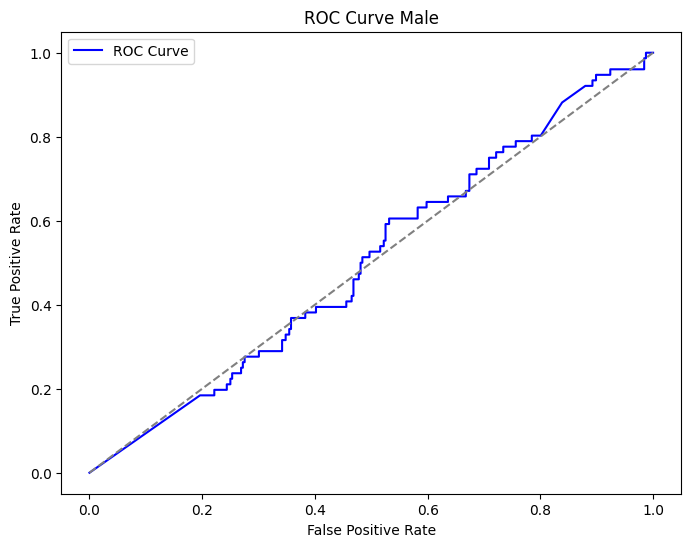 ROC Curve Male
ROC Curve
True Positive Rate
1.0
0.8
0.6
0.4
0.2
0.0
0.0 0.2 0.4 0.6 0.8 1.0
False Positive Rate